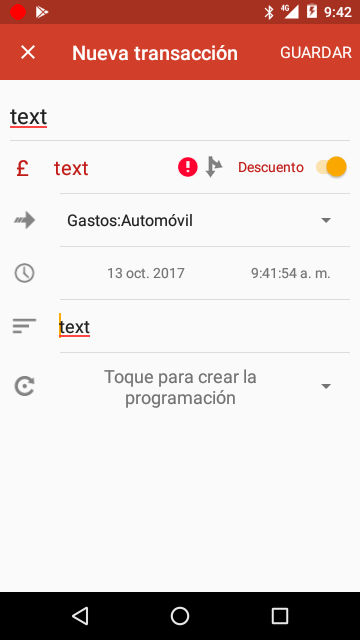 4G 9:42
Nueva transacción GUARDAR
text
£ text Descuento
Gastos:Automóvil
13 oct. 2017 9:41:54 a. m.
text
Toque para crear la
programación